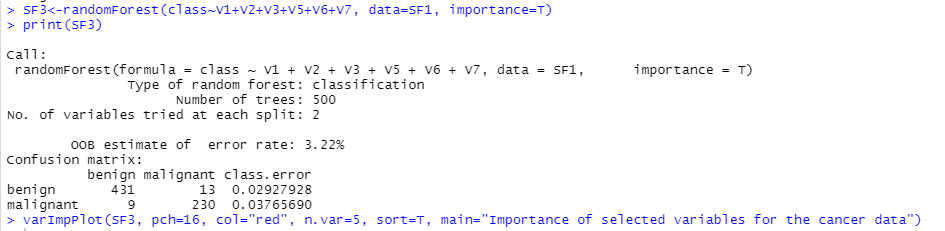 > SF3<-randomForest(class~V1+V2+V3+V5+V6+V7, data=SF1, importance=T)
> print(SF3)
Call:
randomForest(formula = class ~ V1 + V2 + V3 + V5 + V6 + V7, data = SF1,      importance = T)
Type of random forest: classification
Number of trees: 500
No. of variables tried at each split: 2
OOB estimate of  error rate: 3.22%
Confusion matrix:
benign malignant class.error
benign       431        13  0.02927928
malignant      9       230  0.03765690
> varImpPlot(SF3, pch=16, col="red", n.var=5, sort=T, main="Importance of selected variables for the cancer data")